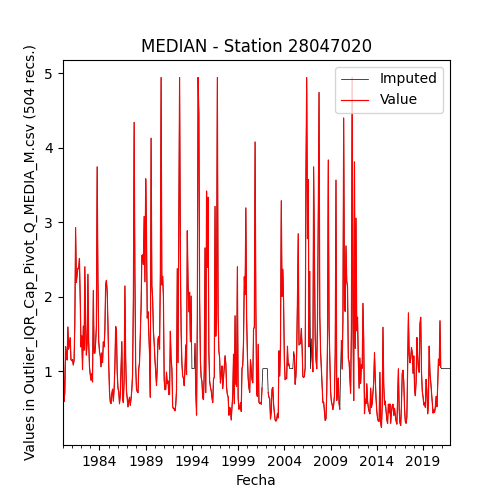 MEDIAN - Station 28047020
Imputed
Value
Values in Outlier_IQR_Cap_Pivot_Q_MEDIA_M.csv (504 recs.)
5
4
3
2
1
1984 1989 1994 1999 2004 2009 2014 2019
Fecha